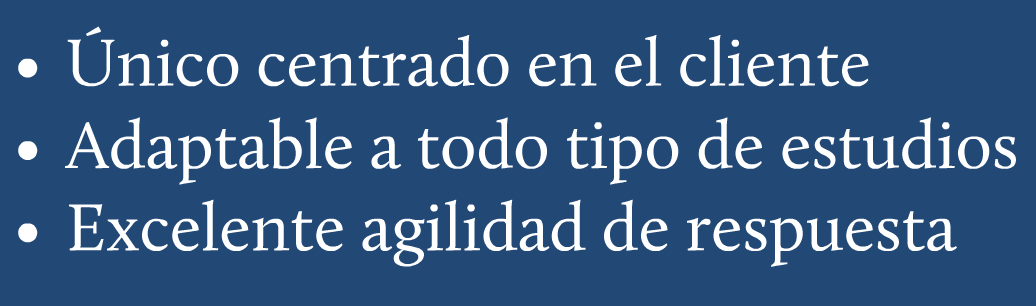 • Único centrado en el cliente
• Adaptable a todo tipo de estudios
• Excelente agilidad de respuesta